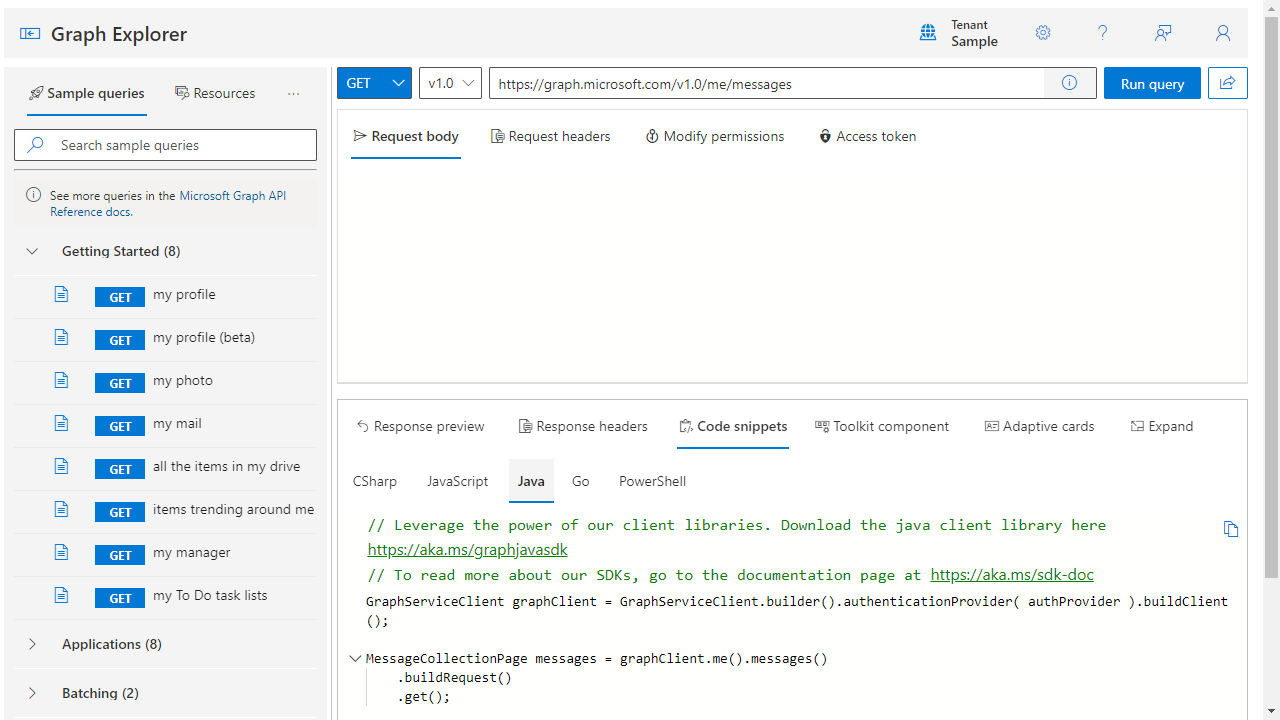 Graph Explorer
Tenant
Sample
Sample queries
Resources
Search sample queries
See more queries in the Microsoft Graph API
Reference docs.
Getting Started (8)
GET my profile
GET my profile (beta)
GET my photo
GET my mail
GET all the items in my drive
GET items trending around me
GET my manager
GET my To Do task lists
Applications (8)
Batching (2)
GET
v1.0
https://graph.microsoft.com/v1.0/me/messages
Run query
Request body
Request headers
Modify permissions
Access token
Response preview
Response headers
Code snippets
Toolkit component
Adaptive cards
Expand
CSharp
JavaScript
Java
Go
PowerShell
// Leverage the power of our client libraries. Download the java client library here
https://aka.ms/graphjavasdk
// To read more about our SDKs, go to the documentation page at https://aka.ms/sdk-doc
GraphServiceClient graphClient = GraphServiceClient.builder().authenticationProvider( authProvider ).buildClient
();
MessageCollectionPage messages = graphClient.me().messages()
.buildRequest()
.get();